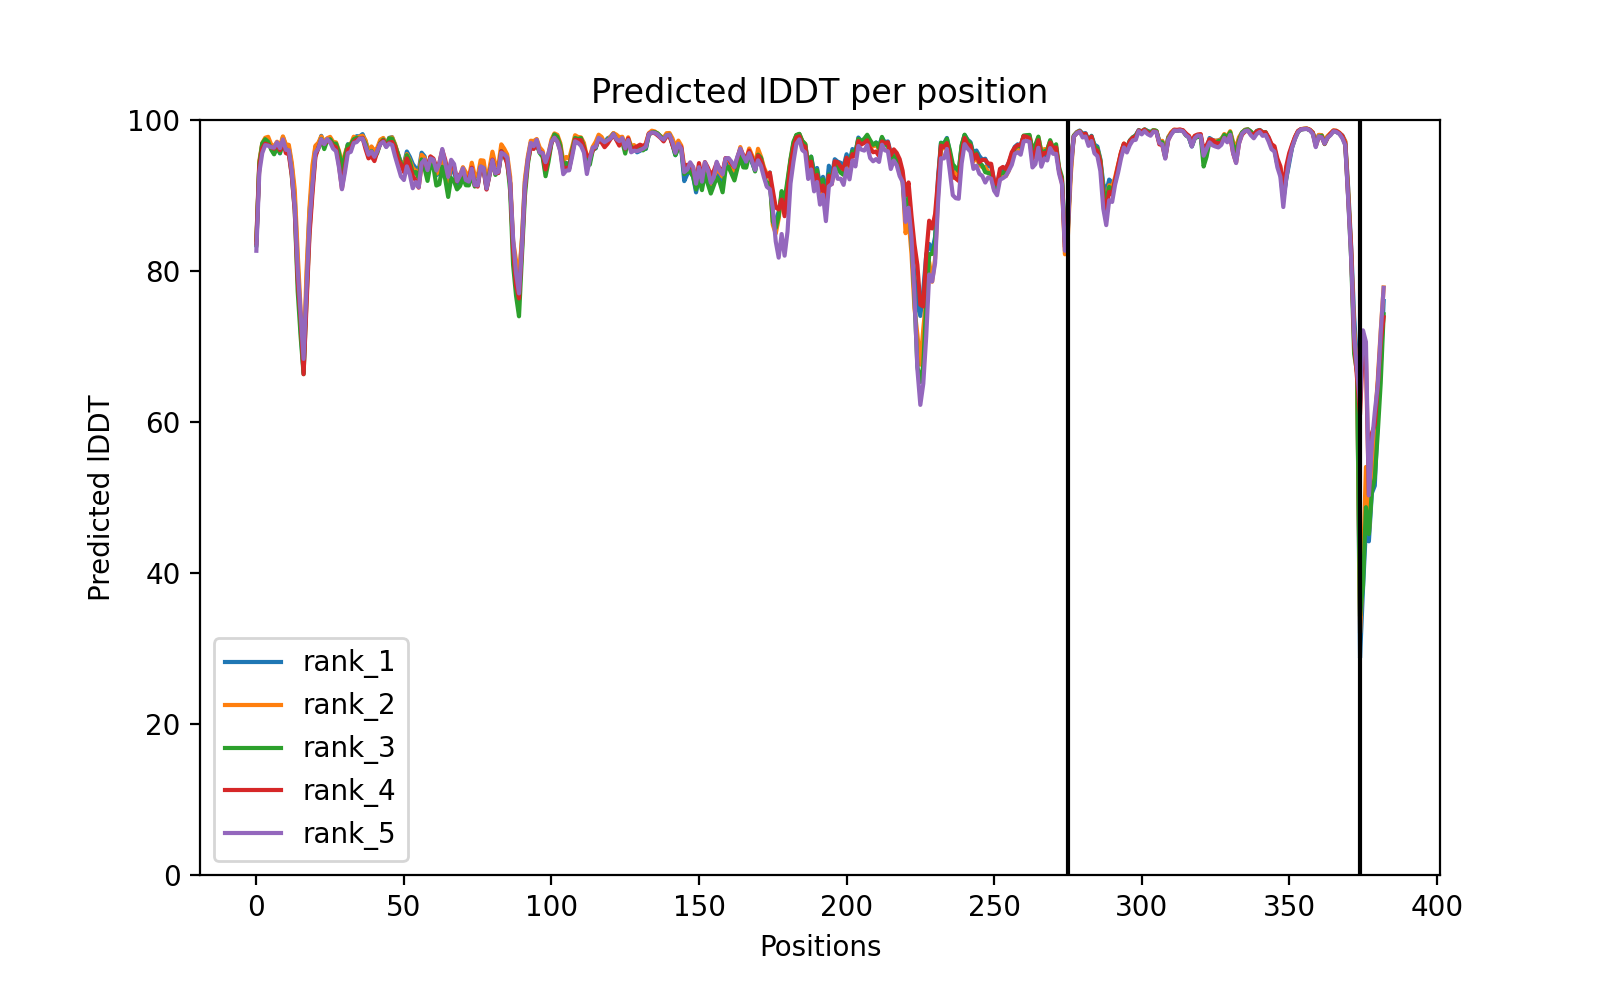 Predicted lDDT per position
100
80
60
40
20
0
Predicted lDDT
rank_1
rank_2
rank_3
rank_4
rank_5
0 50 100 150 200 250 300 350 400
Positions